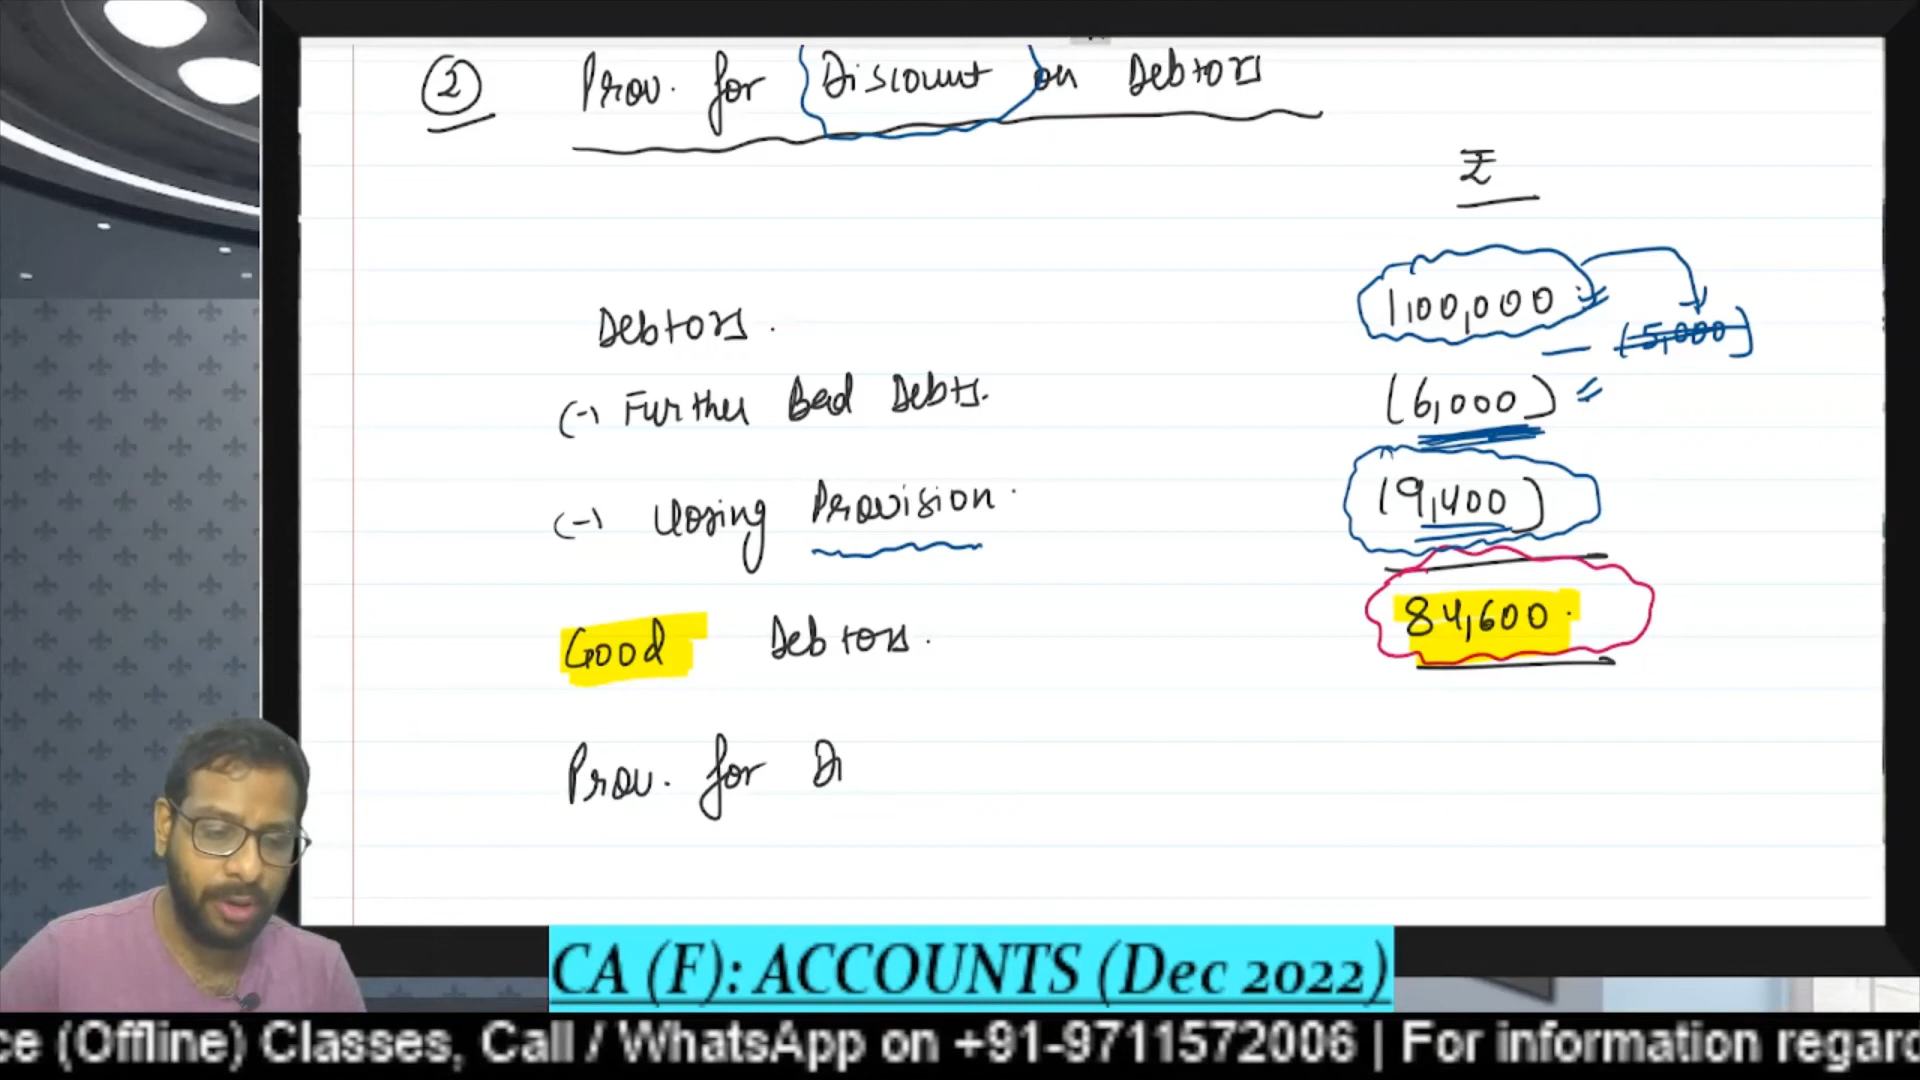 ② Prov. for Discount on Debtors
₹
Debtors. 1,00,000
(5,000)
(-) Further Bad Debts. (6,000)
(-) Closing Provision. (9,400)
Good Debtors. 84,600.
Prov. for Di
CA (F): ACCOUNTS (Dec 2022)
ce (Offline) Classes, Call / WhatsApp on +91-9711572006 | For information regard